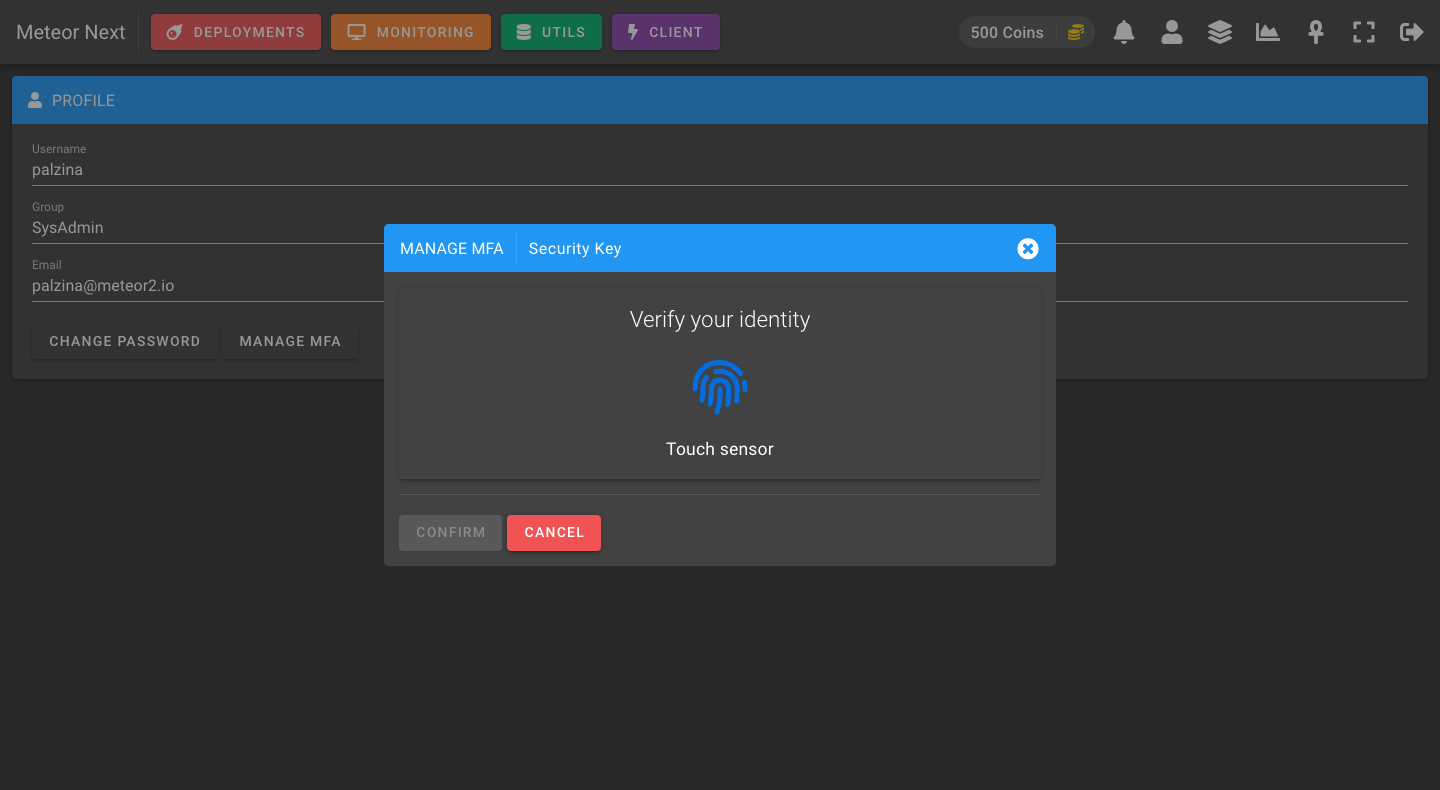 Meteor Next DEPLOYMENTS MONITORING UTILS CLIENT 500 Coins
PROFILE
Username
palzina
Group
SysAdmin
MANAGE MFA Security Key
Email
palzina@meteor2.io
Verify your identity
CHANGE PASSWORD MANAGE MFA
Touch sensor
CONFIRM CANCEL